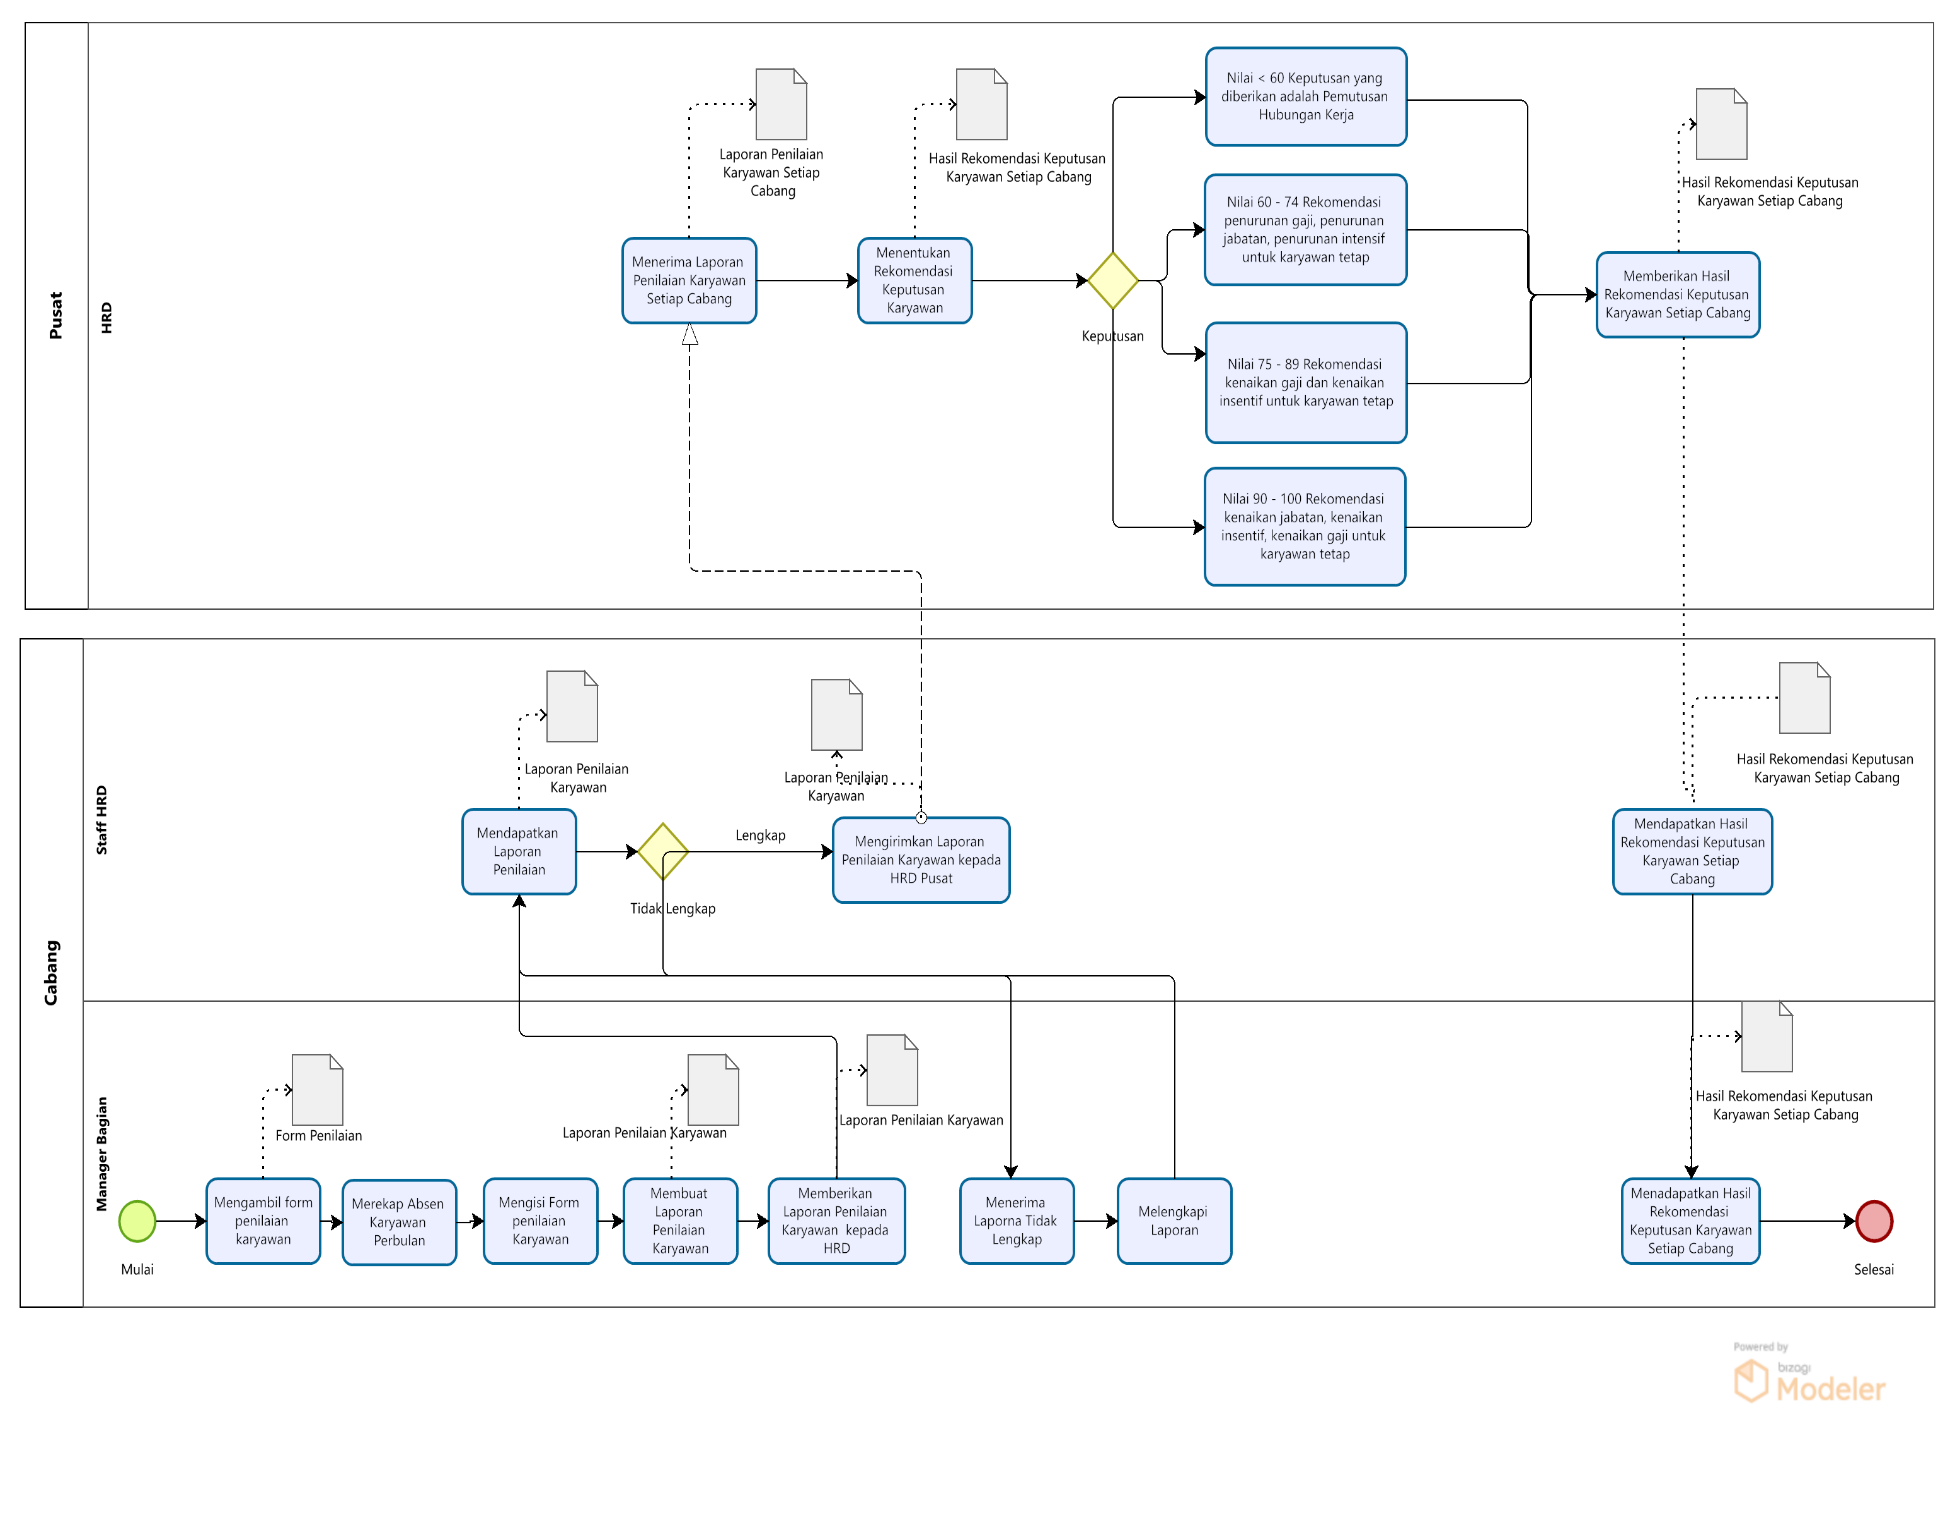 Pusat
HRD
Laporan Penilaian
Karyawan Setiap
Cabang
Hasil Rekomendasi Keputusan
Karyawan Setiap Cabang
Nilai < 60 Keputusan yang
diberikan adalah Pemutusan
Hubungan Kerja
Hasil Rekomendasi Keputusan
Karyawan Setiap Cabang
Nilai 60 - 74 Rekomendasi
penurunan gaji, penurunan
jabatan, penurunan intensif
untuk karyawan tetap
Menerima Laporan
Penilaian Karyawan
Setiap Cabang
Menentukan
Rekomendasi
Keputusan
Karyawan
Keputusan
Memberikan Hasil
Rekomendasi Keputusan
Karyawan Setiap Cabang
Nilai 75 - 89 Rekomendasi
kenaikan gaji dan kenaikan
insentif untuk karyawan tetap
Nilai 90 - 100 Rekomendasi
kenaikan jabatan, kenaikan
insentif, kenaikan gaji untuk
karyawan tetap
Cabang
Staff HRD
Laporan Penilaian
Karyawan
Laporan Penilaian
Karyawan
Hasil Rekomendasi Keputusan
Karyawan Setiap Cabang
Mendapatkan
Laporan
Penilaian
Lengkap
Tidak Lengkap
Mengirimkan Laporan
Penilaian Karyawan kepada
HRD Pusat
Mendapatkan Hasil
Rekomendasi Keputusan
Karyawan Setiap
Cabang
Manager Bagian
Form Penilaian
Laporan Penilaian Karyawan
Laporan Penilaian Karyawan
Hasil Rekomendasi Keputusan
Karyawan Setiap Cabang
Mulai
Mengambil form
penilaian
karyawan
Merekap Absen
Karyawan
Perbulan
Mengisi Form
penilaian
Karyawan
Membuat
Laporan
Penilaian
Karyawan
Memberikan
Laporan Penilaian
Karyawan kepada
HRD
Menerima
Laporna Tidak
Lengkap
Melengkapi
Laporan
Menadapatkan Hasil
Rekomendasi
Keputusan Karyawan
Setiap Cabang
Selesai
Powered by
bizagi
Modeler